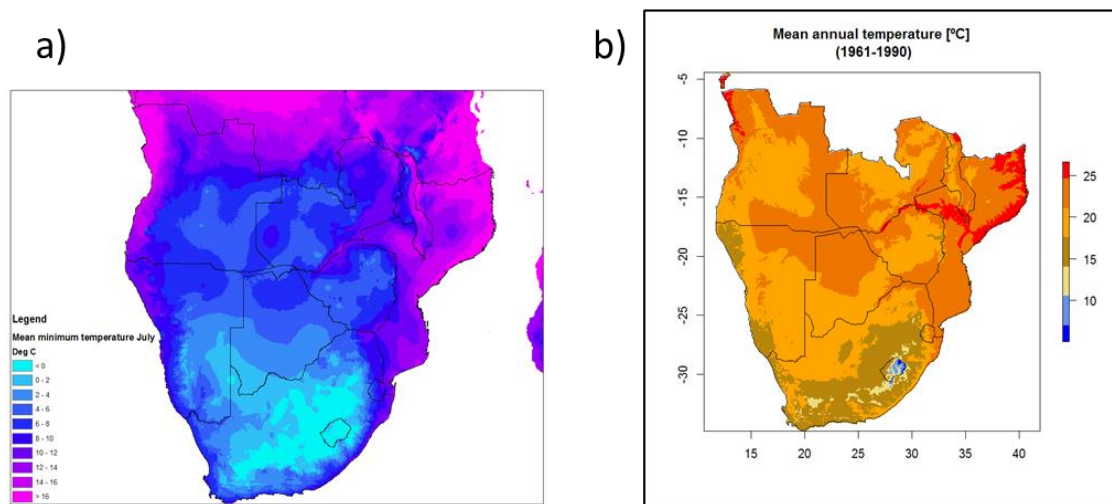 a)
Legend
Mean minimum temperature July
Deg C
< 0
0 - 2
2 - 4
4 - 6
6 - 8
8 - 10
10 - 12
12 - 14
14 - 16
> 16
b)
Mean annual temperature [ºC]
(1961-1990)
-5
-10
-15
-20
-25
-30
15 20 25 30 35 40
25
20
15
10